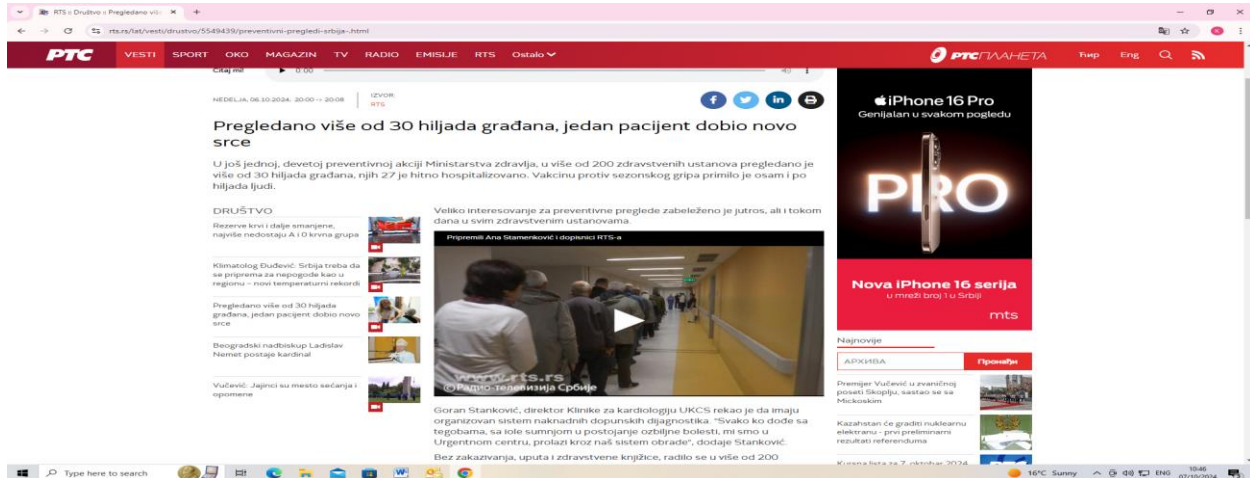 RTS :: Društvo :: Pregledano viš
rts.rs/lat/vesti/drustvo/5549439/preventivni-pregledi-srbija-.html
РТС VESTI SPORT OKO MAGAZIN TV RADIO EMISIJE RTS Ostalo
РТС ПЛАНЕТА Ћир Eng
Čitaj mi!
0:00
NEDELJA, 06.10.2024, 20:00 -> 20:08
IZVOR:
RTS
Pregledano više od 30 hiljada građana, jedan pacijent dobio novo
srce
U još jednoj, devetoj preventivnoj akciji Ministarstva zdravlja, u više od 200 zdravstvenih ustanova pregledano je
više od 30 hiljada građana, njih 27 je hitno hospitalizovano. Vakcinu protiv sezonskog gripa primilo je osam i po
hiljada ljudi.
DRUŠTVO
Rezerve krvi i dalje smanjene,
najviše nedostaju A i 0 krvna grupa
Klimatolog Đuđević: Srbija treba da
se priprema za nepogode kao u
regionu – novi temperaturni rekordi
Pregledano više od 30 hiljada
građana, jedan pacijent dobio novo
srce
Beogradski nadbiskup Ladislav
Nemet postaje kardinal
Vučević: Jajinci su mesto sećanja i
opomene
Veliko interesovanje za preventivne preglede zabeleženo je jutros, ali i tokom
dana u svim zdravstvenim ustanovama.
Pripremili Ana Stamenković i dopisnici RTS-a
www.rts.rs
©Радио-телевизија Србије
Goran Stanković, direktor Klinike za kardiologiju UKCS rekao je da imaju
organizovan sistem naknadnih dopunskih dijagnostika. "Svako ko dođe sa
tegobama, sa iole sumnjom u postojanje ozbiljne bolesti, mi smo u
Urgentnom centru, prolazi kroz naš sistem obrade", dodaje Stanković.
Bez zakazivanja, uputa i zdravstvene knjižice, radilo se u više od 200
iPhone 16 Pro
Genijalan u svakom pogledu
PRO
Nova iPhone 16 serija
u mreži broj 1 u Srbiji
mts
Najnovije
АРХИВА
Пронађи
Premijer Vučević u zvaničnoj
poseti Skoplju, sastao se sa
Mickoskim
Kazahstan će graditi nuklearnu
elektranu - prvi preliminarni
rezultati referenduma
Kursna lista za 7. oktobar 2024.
Type here to search
16°C Sunny
ENG
10:46
07/10/2024